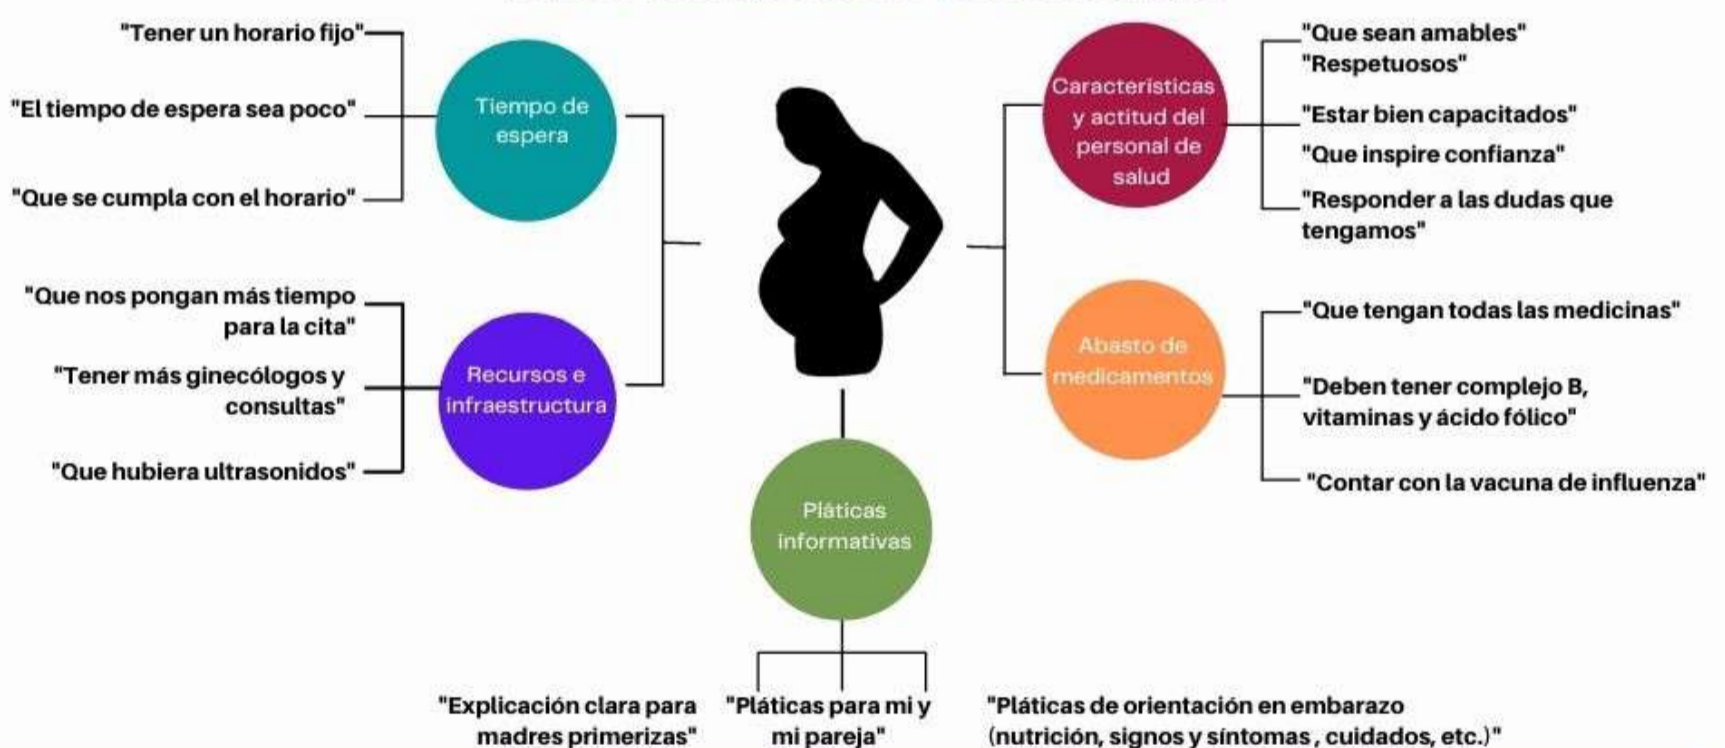 "Tener un horario fijo"
"El tiempo de espera sea poco"
"Que se cumpla con el horario"
Tiempo de
espera
"Que nos pongan más tiempo
para la cita"
"Tener más ginecólogos y
consultas"
"Que hubiera ultrasonidos"
Recursos e
infraestructura
Características
y actitud del
personal de
salud
"Que sean amables"
"Respetuosos"
"Estar bien capacitados"
"Que inspire confianza"
"Responder a las dudas que
tengamos"
Abasto de
medicamentos
"Que tengan todas las medicinas"
"Deben tener complejo B,
vitaminas y ácido fólico"
"Contar con la vacuna de influenza"
Pláticas
informativas
"Explicación clara para
madres primerizas"
"Pláticas para mi y
mi pareja"
"Pláticas de orientación en embarazo
(nutrición, signos y síntomas , cuidados, etc.)"